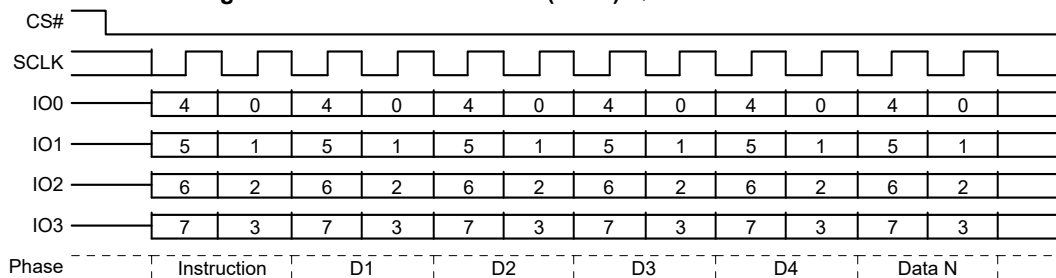 CS#
SCLK
IO0 4 0 4 0 4 0 4 0 4 0 4 0
IO1 5 1 5 1 5 1 5 1 5 1 5 1
IO2 6 2 6 2 6 2 6 2 6 2 6 2
IO3 7 3 7 3 7 3 7 3 7 3 7 3
Phase Instruction D1 D2 D3 D4 Data N